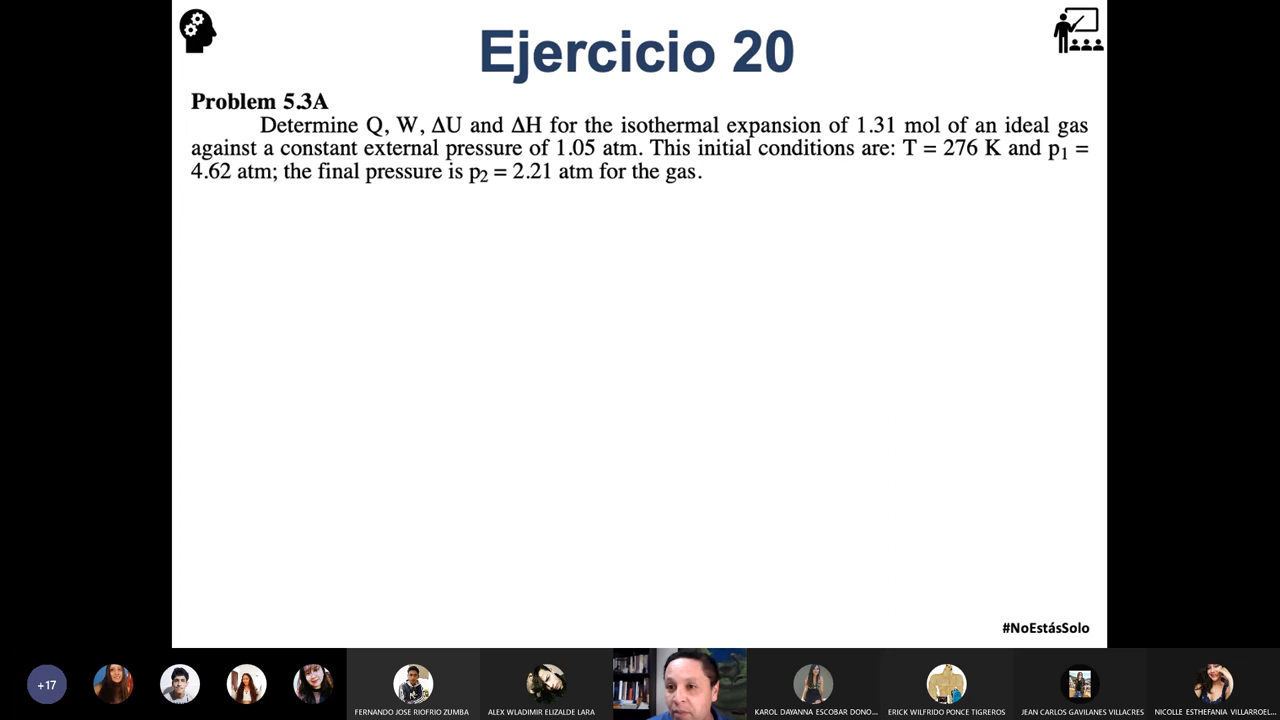 Ejercicio 20
Problem 5.3A
Determine Q, W, ΔU and ΔH for the isothermal expansion of 1.31 mol of an ideal gas
against a constant external pressure of 1.05 atm. This initial conditions are: T = 276 K and p₁ =
4.62 atm; the final pressure is p₂ = 2.21 atm for the gas.
#NoEstásSolo
+17
FERNANDO JOSE RIOFRIO ZUMBA
ALEX WLADIMIR ELIZALDE LARA
KAROL DAYANNA ESCOBAR DONO...
ERICK WILFRIDO PONCE TIGREROS
JEAN CARLOS GAVILANES VILLACRES
NICOLLE ESTHEFANIA VILLARROEL...